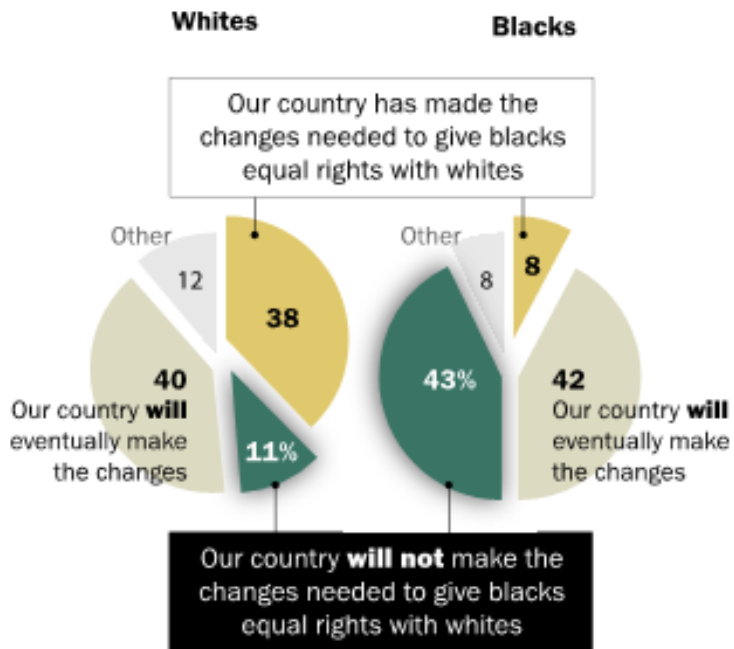 Whites
Blacks
Our country has made the
changes needed to give blacks
equal rights with whites
Other
12
38
40
Our country will
eventually make
the changes
11%
Other
8
8
43%
42
Our country will
eventually make
the changes
Our country will not make the
changes needed to give blacks
equal rights with whites